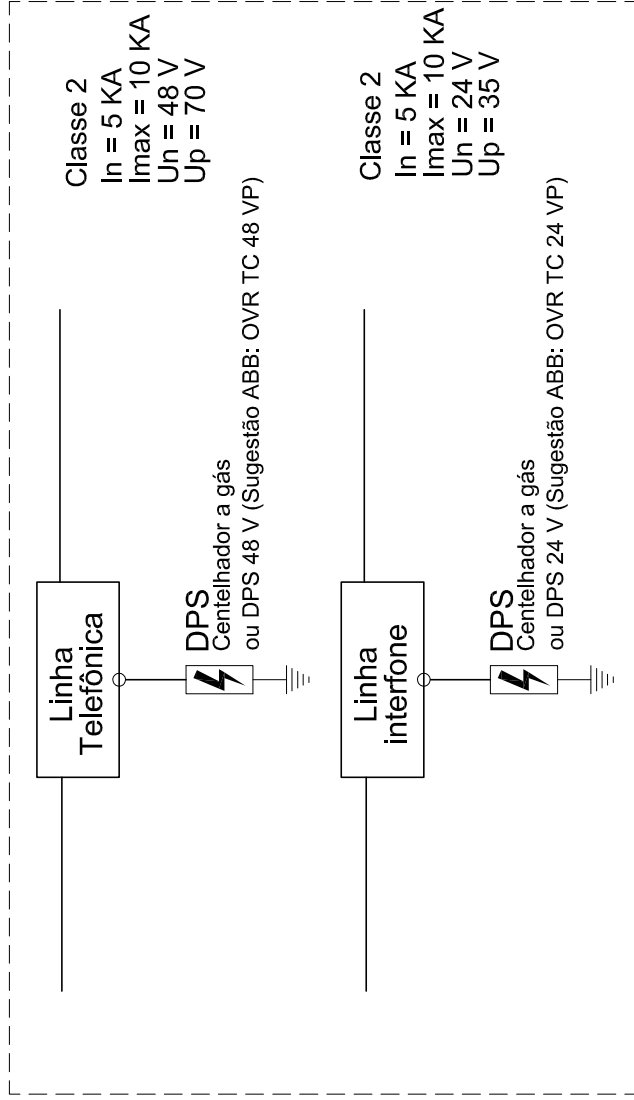 Linha
Telefônica
DPS
Centelhador a gás
ou DPS 48 V (Sugestão ABB: OVR TC 48 VP)
Classe 2
In = 5 KA
Imax = 10 KA
Un = 48 V
Up = 70 V
Linha
interfone
DPS
Centelhador a gás
ou DPS 24 V (Sugestão ABB: OVR TC 24 VP)
Classe 2
In = 5 KA
Imax = 10 KA
Un = 24 V
Up = 35 V